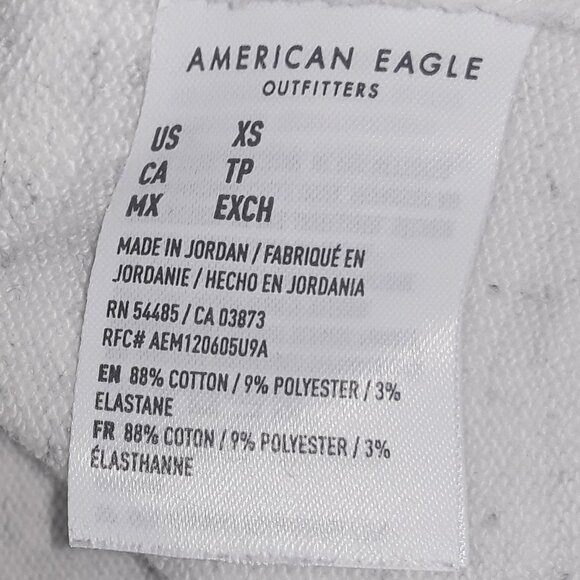 AMERICAN EAGLE
OUTFITTERS
US XS
CA TP
MX EXCH
MADE IN JORDAN / FABRIQUÉ EN
JORDANIE / HECHO EN JORDANIA
RN 54485 / CA 03873
RFC# AEM120605U9A
EN 88% COTTON / 9% POLYESTER / 3%
ELASTANE
FR 88% COTON / 9% POLYESTER / 3%
ÉLASTHANNE